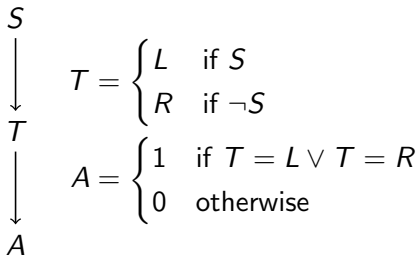 S
T = { L if S
R if ¬S
T
A = { 1 if T = L ∨ T = R
0 otherwise
A